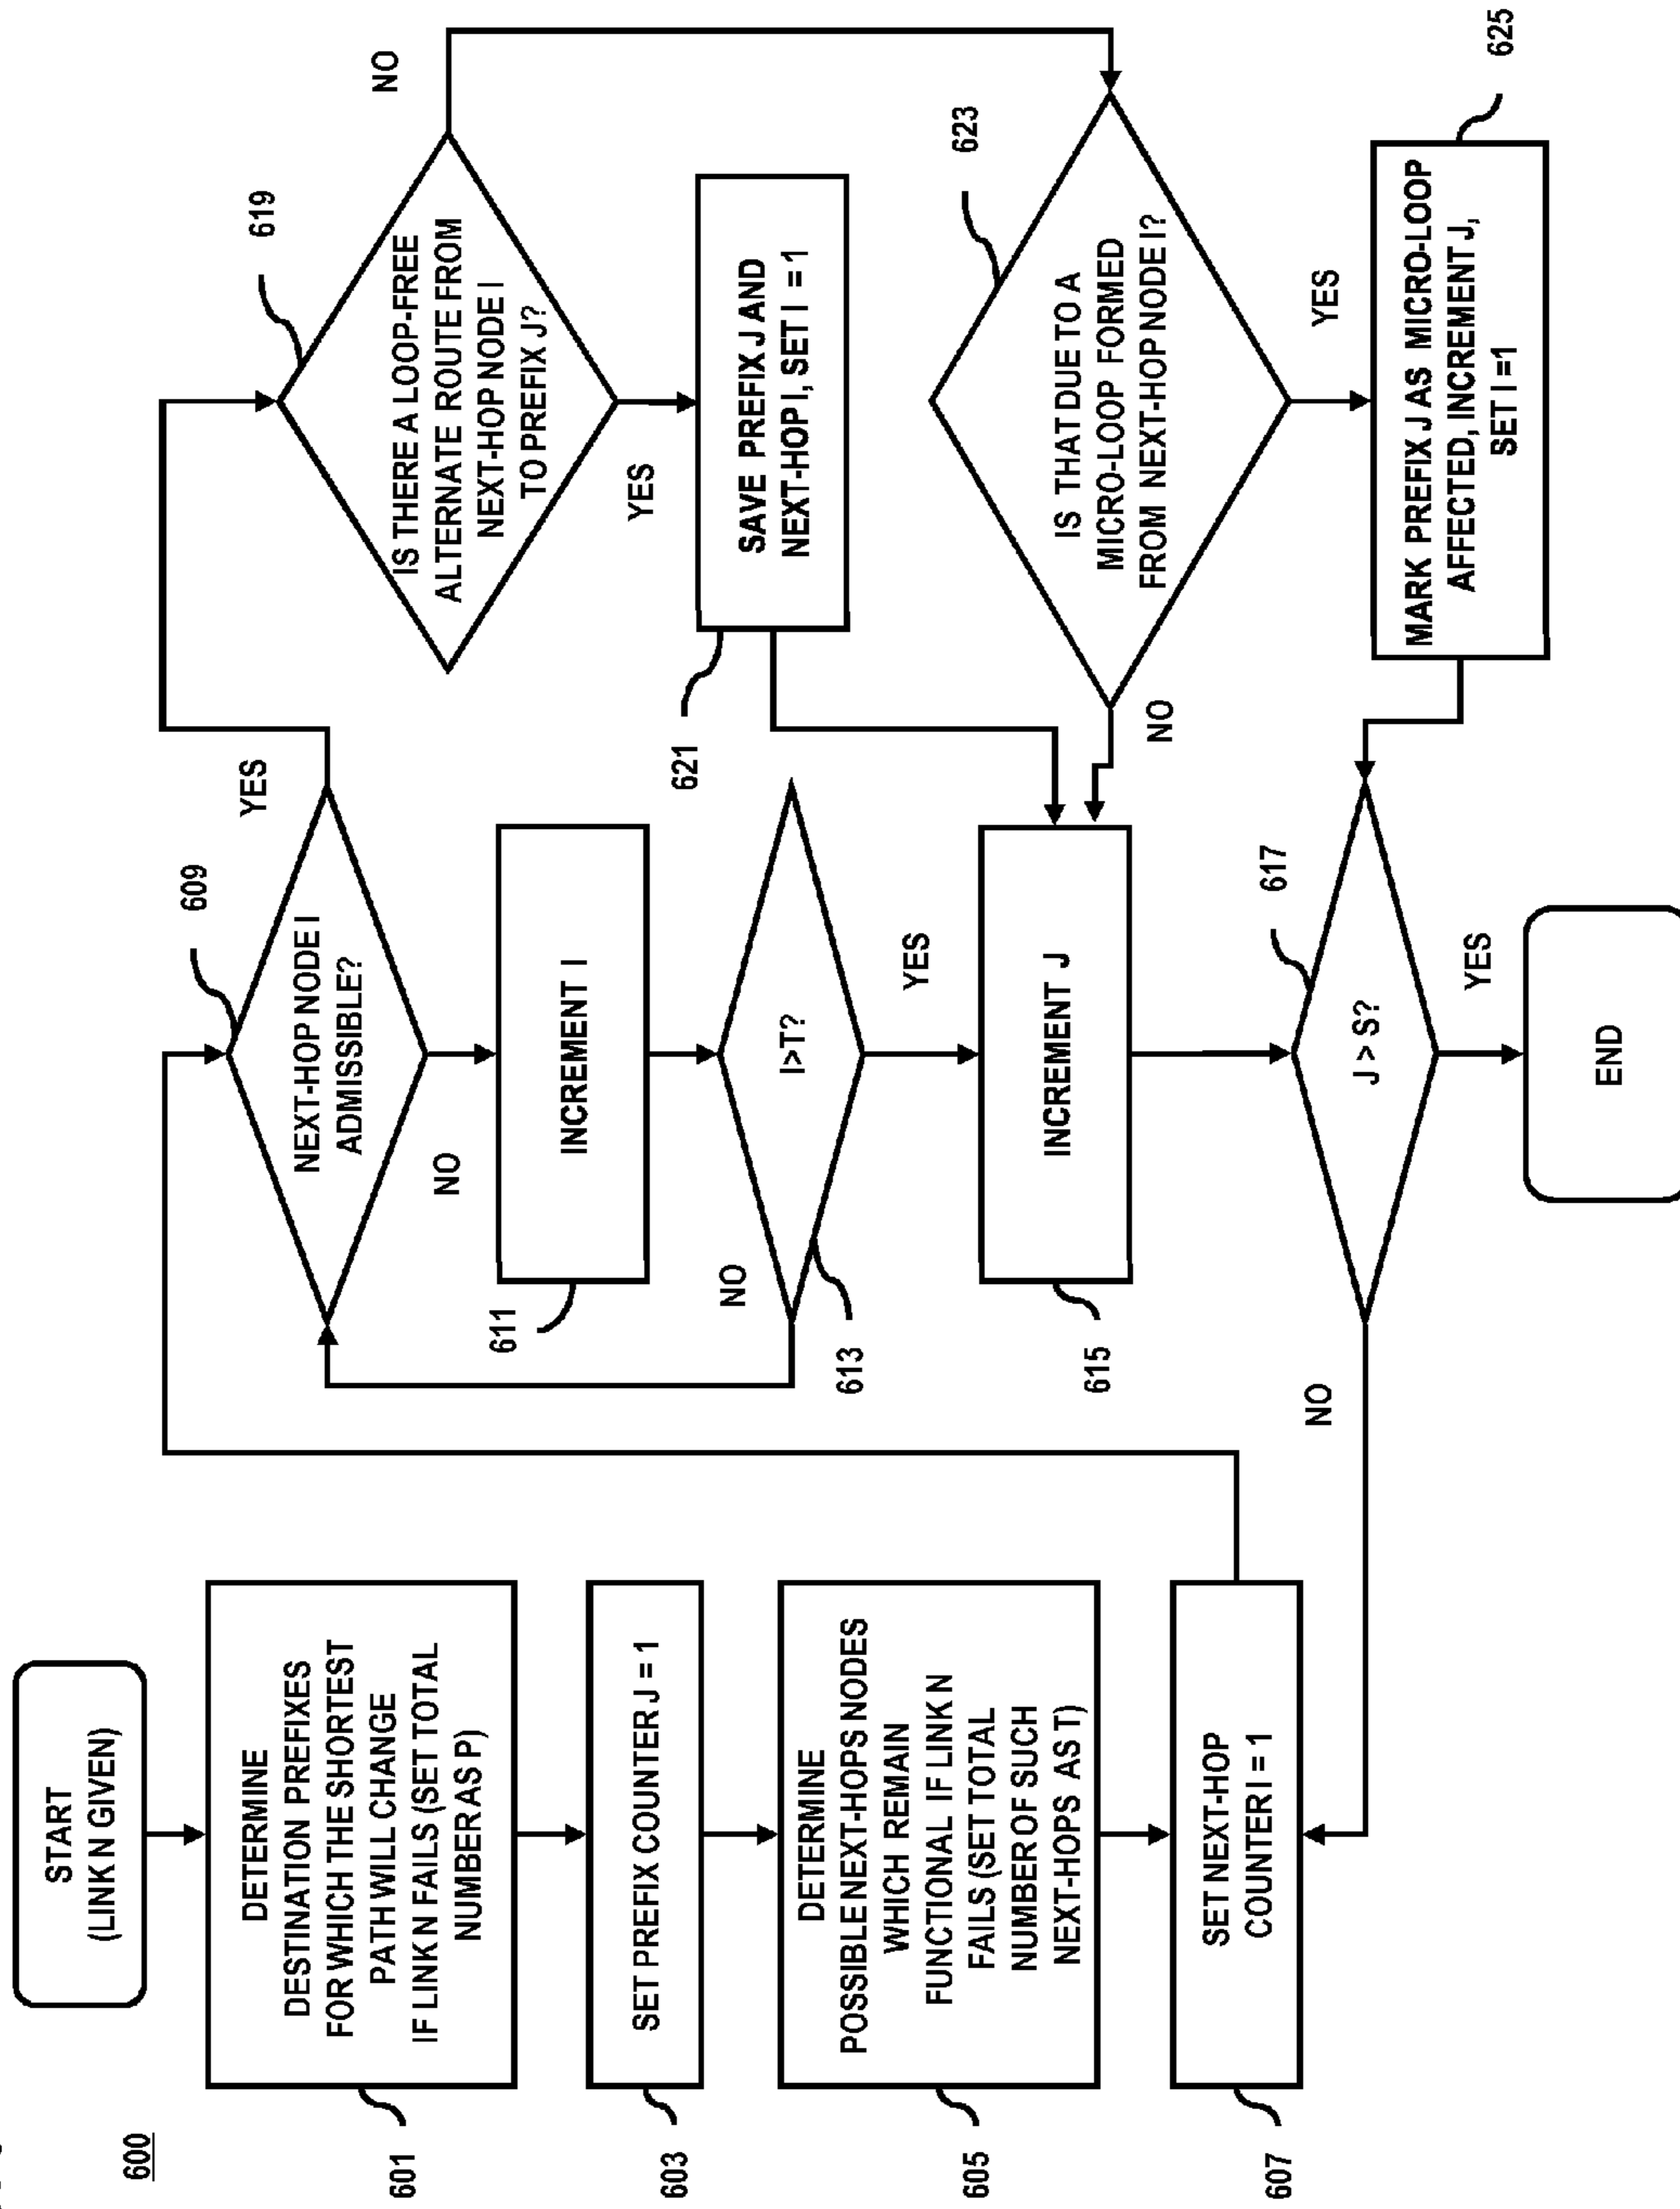 600
START
(LINK N GIVEN)
DETERMINE
DESTINATION PREFIXES
FOR WHICH THE SHORTEST
PATH WILL CHANGE
IF LINK N FAILS (SET TOTAL
NUMBER AS P)
601
SET PREFIX COUNTER J = 1
603
DETERMINE
POSSIBLE NEXT-HOPS NODES
WHICH REMAIN
FUNCTIONAL IF LINK N
FAILS (SET TOTAL
NUMBER OF SUCH
NEXT-HOPS AS T)
605
SET NEXT-HOP
COUNTER I = 1
607
NEXT-HOP NODE I
ADMISSIBLE?
609
YES
NO
INCREMENT I
611
I>T?
613
NO
YES
INCREMENT J
615
J > S?
617
NO
YES
END
IS THERE A LOOP-FREE
ALTERNATE ROUTE FROM
NEXT-HOP NODE I
TO PREFIX J?
619
NO
YES
SAVE PREFIX J AND
NEXT-HOP I, SET I = 1
621
IS THAT DUE TO A
MICRO-LOOP FORMED
FROM NEXT-HOP NODE I?
623
NO
YES
MARK PREFIX J AS MICRO-LOOP
AFFECTED, INCREMENT J,
SET I =1
625